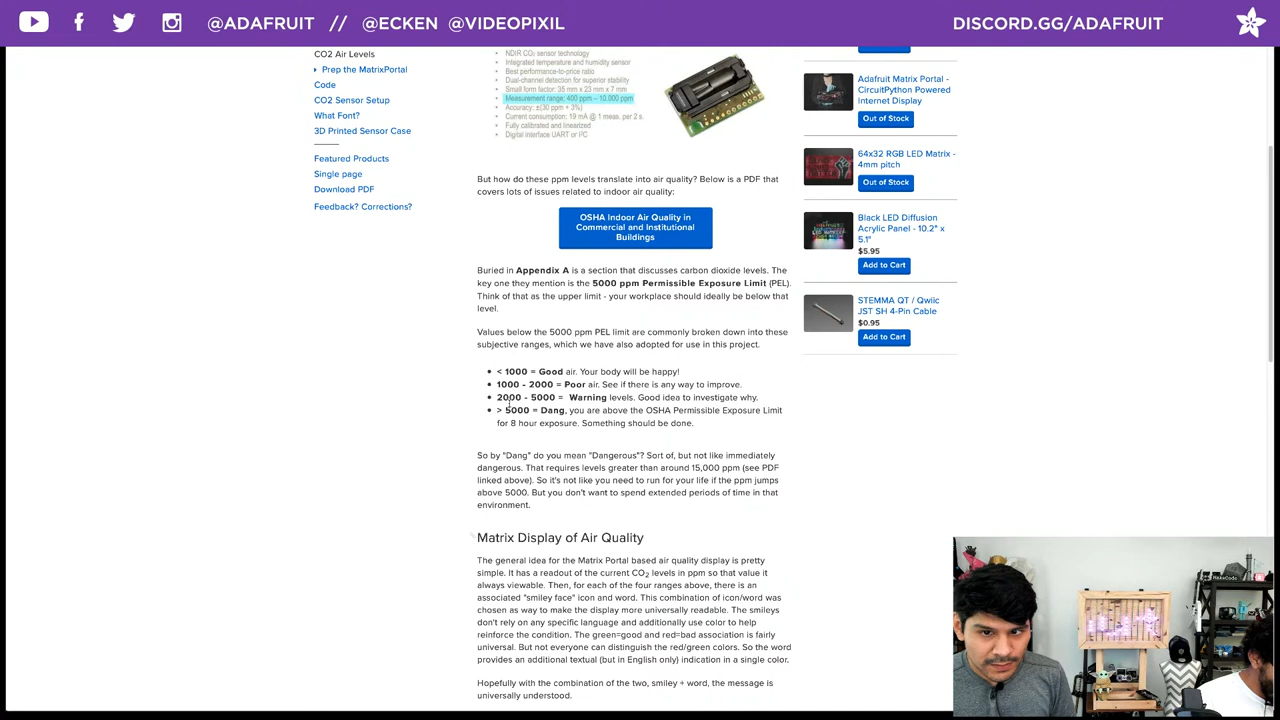 @ADAFRUIT // @ECKEN @VIDEOPIXIL
DISCORD.GG/ADAFRUIT
CO2 Air Levels
Prep the MatrixPortal
Code
CO2 Sensor Setup
What Font?
3D Printed Sensor Case
Featured Products
Single page
Download PDF
Feedback? Corrections?
NDIR CO₂ sensor technology
Integrated temperature and humidity sensor
Best performance-to-price ratio
Dual-channel detection for superior stability
Small form factor: 35 mm x 23 mm x 7 mm
Measurement range: 400 ppm – 10.000 ppm
Accuracy: ±(30 ppm + 3%)
Current consumption: 19 mA @ 1 meas. per 2 s.
Fully calibrated and linearized
Digital interface UART or I²C
But how do these ppm levels translate into air quality? Below is a PDF that
covers lots of issues related to indoor air quality:
OSHA Indoor Air Quality in
Commercial and Institutional
Buildings
Buried in Appendix A is a section that discusses carbon dioxide levels. The
key one they mention is the 5000 ppm Permissible Exposure Limit (PEL).
Think of that as the upper limit - your workplace should ideally be below that
level.
Values below the 5000 ppm PEL limit are commonly broken down into these
subjective ranges, which we have also adopted for use in this project.
< 1000 = Good air. Your body will be happy!
1000 - 2000 = Poor air. See if there is any way to improve.
2000 - 5000 = Warning levels. Good idea to investigate why.
> 5000 = Dang, you are above the OSHA Permissible Exposure Limit
for 8 hour exposure. Something should be done.
So by "Dang" do you mean "Dangerous"? Sort of, but not like immediately
dangerous. That requires levels greater than around 15,000 ppm (see PDF
linked above). So it's not like you need to run for your life if the ppm jumps
above 5000. But you don't want to spend extended periods of time in that
environment.
Matrix Display of Air Quality
The general idea for the Matrix Portal based air quality display is pretty
simple. It has a readout of the current CO₂ levels in ppm so that value it
always viewable. Then, for each of the four ranges above, there is an
associated "smiley face" icon and word. This combination of icon/word was
chosen as way to make the display more universally readable. The smileys
don't rely on any specific language and additionally use color to help
reinforce the condition. The green=good and red=bad association is fairly
universal. But not everyone can distinguish the red/green colors. So the word
provides an additional textual (but in English only) indication in a single color.
Hopefully with the combination of the two, smiley + word, the message is
universally understood.
Adafruit Matrix Portal -
CircuitPython Powered
Internet Display
Out of Stock
64x32 RGB LED Matrix -
4mm pitch
Out of Stock
Black LED Diffusion
Acrylic Panel - 10.2" x
5.1"
$5.95
Add to Cart
STEMMA QT / Qwiic
JST SH 4-Pin Cable
$0.95
Add to Cart